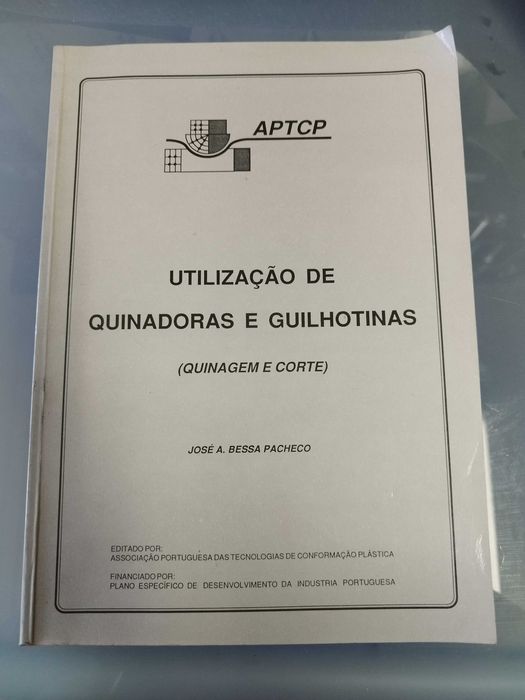 APTCP
UTILIZAÇÃO DE
QUINADORAS E GUILHOTINAS
(QUINAGEM E CORTE)
JOSÉ A. BESSA PACHECO
EDITADO POR:
ASSOCIAÇÃO PORTUGUESA DAS TECNOLOGIAS DE CONFORMAÇÃO PLÁSTICA
FINANCIADO POR:
PLANO ESPECÍFICO DE DESENVOLVIMENTO DA INDUSTRIA PORTUGUESA